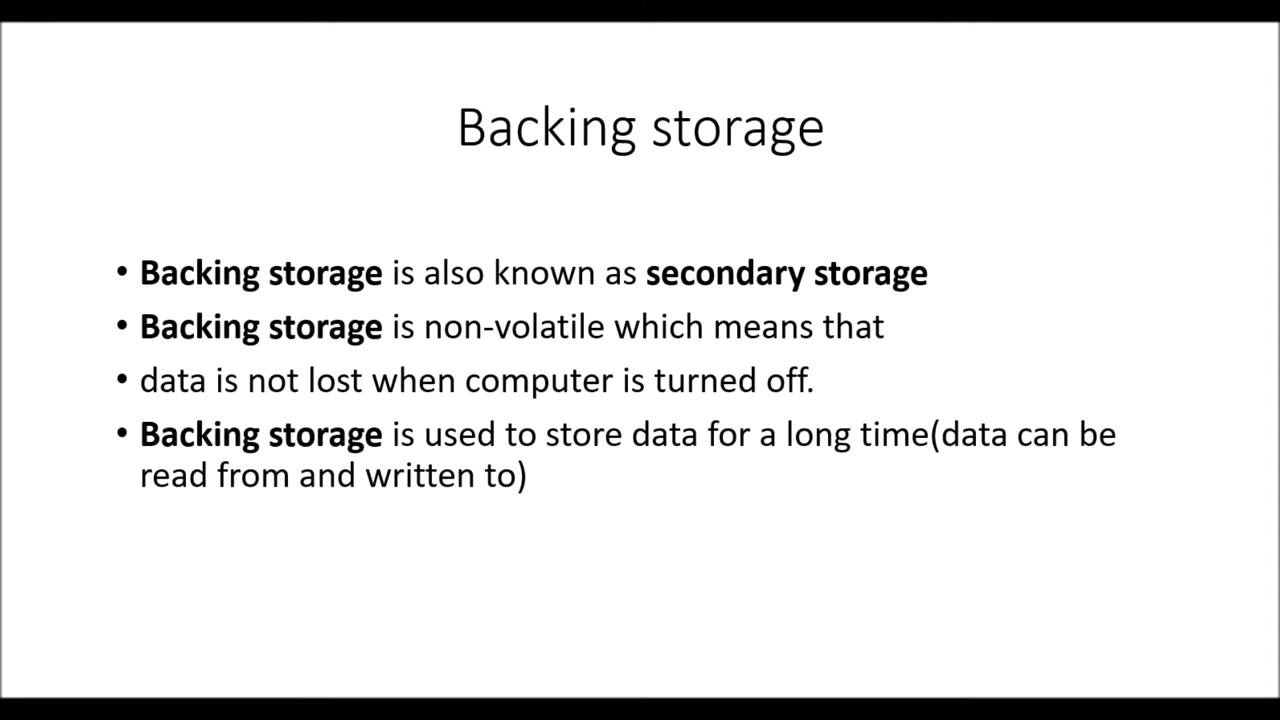 Backing storage
• Backing storage is also known as secondary storage
• Backing storage is non-volatile which means that
• data is not lost when computer is turned off.
• Backing storage is used to store data for a long time(data can be
read from and written to)